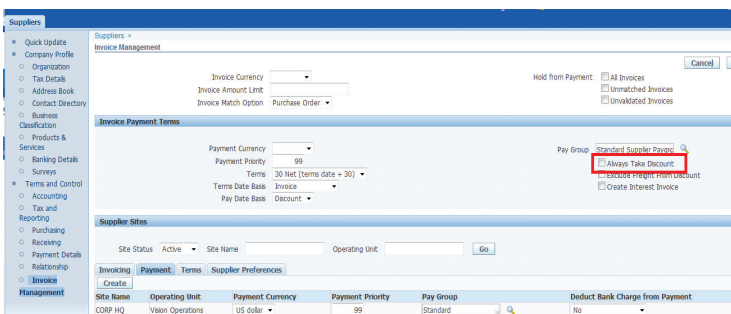 Suppliers
Quick Update
Company Profile
Organization
Tax Details
Address Book
Contact Directory
Business
Classification
Products &
Services
Banking Details
Surveys
Terms and Control
Accounting
Tax and
Reporting
Purchasing
Receiving
Payment Details
Relationship
Invoice
Management
Suppliers >
Invoice Management
Cancel
Invoice Currency
Invoice Amount Limit
Invoice Match Option Purchase Order
Hold from Payment All Invoices
Unmatched Invoices
Unvalidated Invoices
Invoice Payment Terms
Payment Currency
Payment Priority 99
Terms 30 Net (terms date + 30)
Terms Date Basis Invoice
Pay Date Basis Discount
Pay Group Standard Supplier Paygro
Always Take Discount
Exclude Freight From Discount
Create Interest Invoice
Supplier Sites
Site Status Active Site Name Operating Unit Go
Invoicing Payment Terms Supplier Preferences
Create
Site Name Operating Unit Payment Currency Payment Priority Pay Group Deduct Bank Charge from Payment
CORP HQ Vision Operations US dollar 99 Standard No